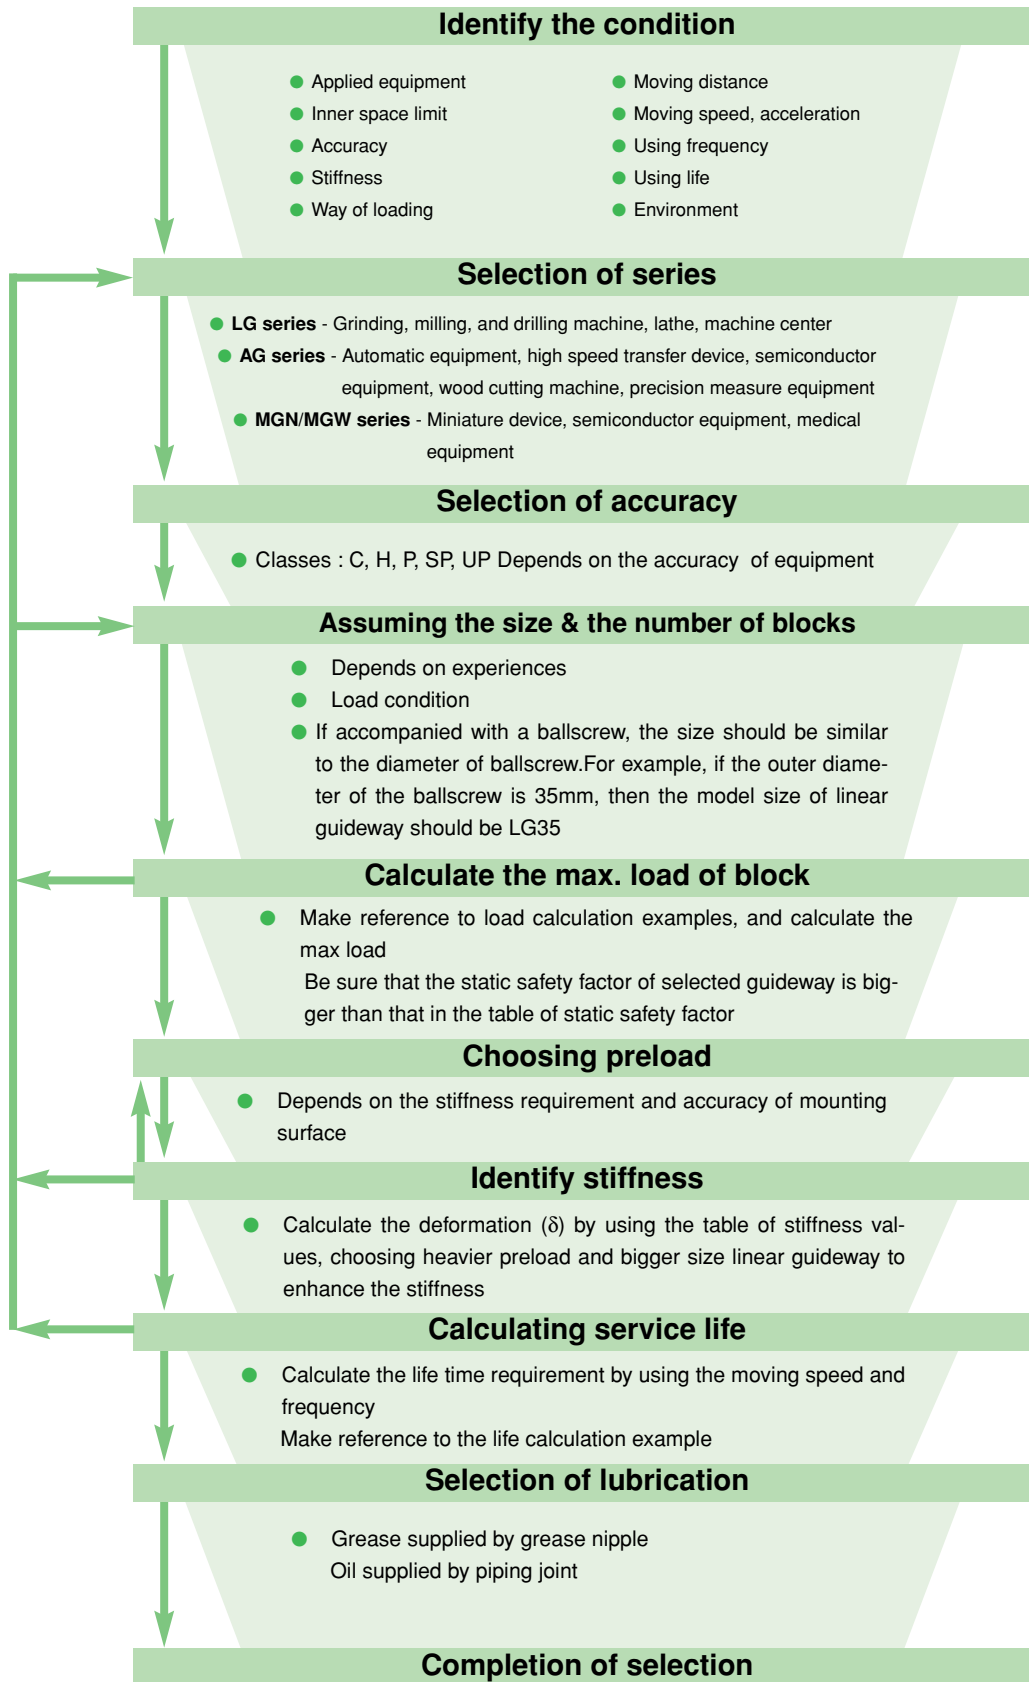 Identify the condition
● Applied equipment
● Inner space limit
● Accuracy
● Stiffness
● Way of loading
● Moving distance
● Moving speed, acceleration
● Using frequency
● Using life
● Environment
Selection of series
● LG series - Grinding, milling, and drilling machine, lathe, machine center
● AG series - Automatic equipment, high speed transfer device, semiconductor
equipment, wood cutting machine, precision measure equipment
● MGN/MGW series - Miniature device, semiconductor equipment, medical
equipment
Selection of accuracy
● Classes : C, H, P, SP, UP Depends on the accuracy of equipment
Assuming the size & the number of blocks
● Depends on experiences
● Load condition
● If accompanied with a ballscrew, the size should be similar
to the diameter of ballscrew.For example, if the outer diame-
ter of the ballscrew is 35mm, then the model size of linear
guideway should be LG35
Calculate the max. load of block
● Make reference to load calculation examples, and calculate the
max load
Be sure that the static safety factor of selected guideway is big-
ger than that in the table of static safety factor
Choosing preload
● Depends on the stiffness requirement and accuracy of mounting
surface
Identify stiffness
● Calculate the deformation (δ) by using the table of stiffness val-
ues, choosing heavier preload and bigger size linear guideway to
enhance the stiffness
Calculating service life
● Calculate the life time requirement by using the moving speed and
frequency
Make reference to the life calculation example
Selection of lubrication
● Grease supplied by grease nipple
Oil supplied by piping joint
Completion of selection